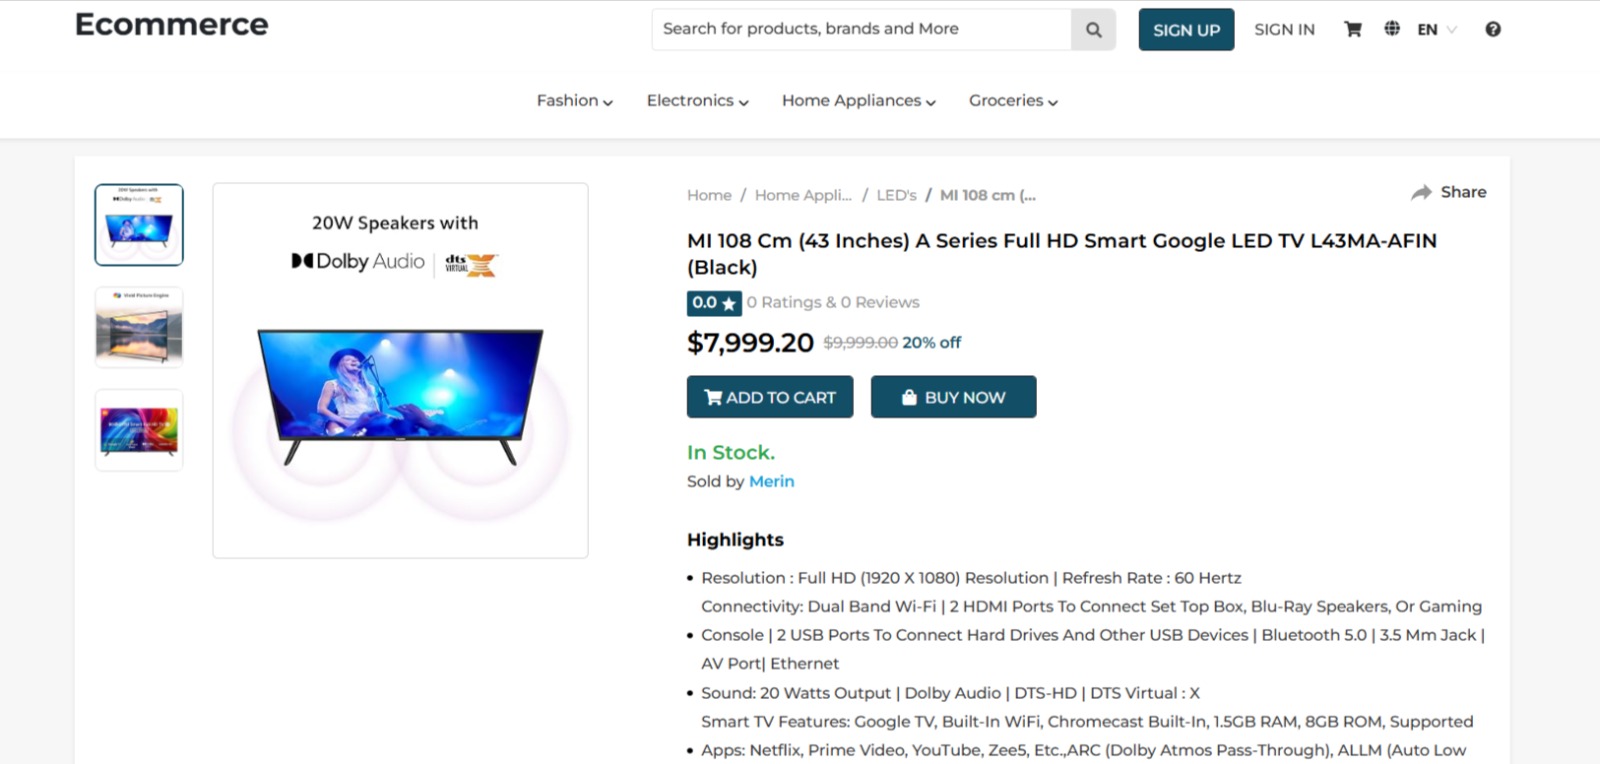 Ecommerce
Search for products, brands and More
SIGN UP
SIGN IN
EN
Fashion
Electronics
Home Appliances
Groceries
20W Speakers with
Dolby Audio
Vivid Picture Engine
20W Speakers with
Dolby Audio | dts VIRTUAL X
Home / Home Appli... / LED's / MI 108 cm (...
Share
MI 108 Cm (43 Inches) A Series Full HD Smart Google LED TV L43MA-AFIN
(Black)
0.0 ★ 0 Ratings & 0 Reviews
$7,999.20 $9,999.00 20% off
ADD TO CART
BUY NOW
In Stock.
Sold by Merin
Highlights
• Resolution : Full HD (1920 X 1080) Resolution | Refresh Rate : 60 Hertz
Connectivity: Dual Band Wi-Fi | 2 HDMI Ports To Connect Set Top Box, Blu-Ray Speakers, Or Gaming
• Console | 2 USB Ports To Connect Hard Drives And Other USB Devices | Bluetooth 5.0 | 3.5 Mm Jack |
AV Port| Ethernet
• Sound: 20 Watts Output | Dolby Audio | DTS-HD | DTS Virtual : X
Smart TV Features: Google TV, Built-In WiFi, Chromecast Built-In, 1.5GB RAM, 8GB ROM, Supported
• Apps: Netflix, Prime Video, YouTube, Zee5, Etc.,ARC (Dolby Atmos Pass-Through), ALLM (Auto Low